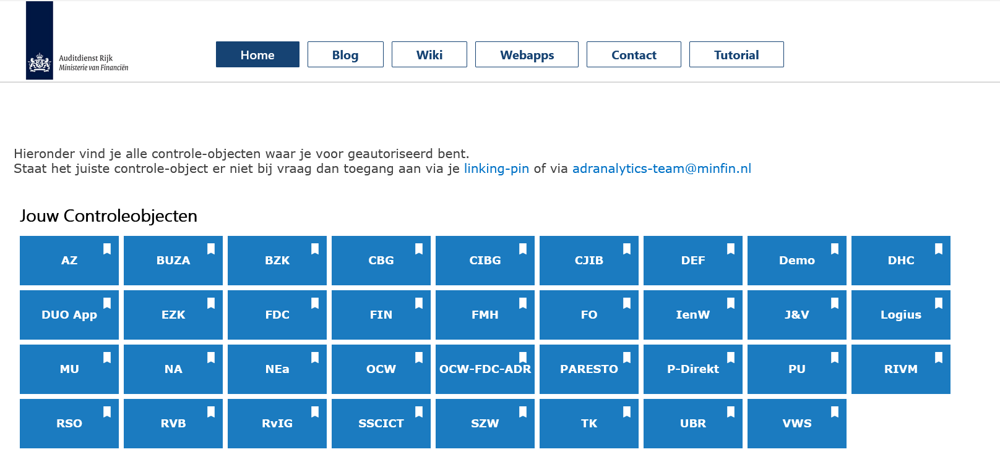 Auditdienst Rijk
Ministerie van Financiën
Home Blog Wiki Webapps Contact Tutorial
Hieronder vind je alle controle-objecten waar je voor geautoriseerd bent.
Staat het juiste controle-object er niet bij vraag dan toegang aan via je linking-pin of via adranalytics-team@minfin.nl
Jouw Controleobjecten
AZ BUZA BZK CBG CIBG CJIB DEF Demo DHC
DUO App EZK FDC FIN FMH FO IenW J&V Logius
MU NA NEa OCW OCW-FDC-ADR PARESTO P-Direkt PU RIVM
RSO RVB RvIG SSCICT SZW TK UBR VWS